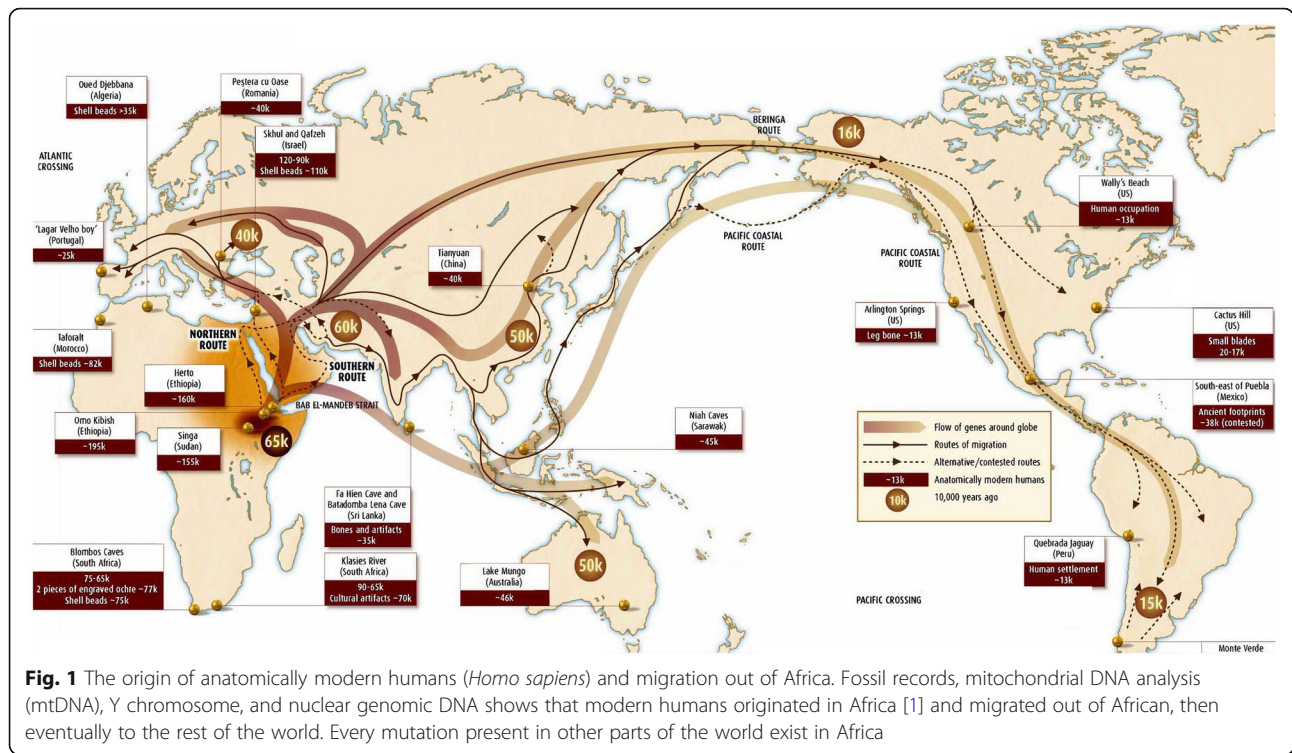 Oued Djebbana
(Algeria)
Shell beads >35k
Peştera cu Oase
(Romania)
~40k
Skhul and Qafzeh
(Israel)
120-90k
Shell beads ~110k
ATLANTIC
CROSSING
'Lagar Velho boy'
(Portugal)
~25k
40k
BERINGA
ROUTE
16k
Wally's Beach
(US)
Human occupation
~13k
Tianyuan
(China)
~40k
PACIFIC COASTAL
ROUTE
PACIFIC COASTAL
ROUTE
Taforalt
(Morocco)
Shell beads ~82k
NORTHERN
ROUTE
60k
50k
SOUTHERN
ROUTE
Arlington Springs
(US)
Leg bone ~13k
Cactus Hill
(US)
Small blades
20-17k
Herto
(Ethiopia)
~160k
BAB EL-MANDEB STRAIT
Omo Kibish
(Ethiopia)
~195k
Singa
(Sudan)
~155k
65k
Niah Caves
(Sarawak)
~45k
South-east of Puebla
(Mexico)
Ancient footprints
~38k (contested)
Flow of genes around globe
Routes of migration
Alternative/contested routes
~13k Anatomically modern humans
10k 10,000 years ago
Fa Hien Cave and
Batadomba Lena Cave
(Sri Lanka)
Bones and artifacts
~35k
Blombos Caves
(South Africa)
75-65k
2 pieces of engraved ochre ~77k
Shell beads ~75k
Klasies River
(South Africa)
90-65k
Cultural artifacts ~70k
Lake Mungo
(Australia)
~46k
50k
Quebrada Jaguay
(Peru)
Human settlement
~13k
PACIFIC CROSSING
15k
Monte Verde
Fig. 1 The origin of anatomically modern humans (Homo sapiens) and migration out of Africa. Fossil records, mitochondrial DNA analysis
(mtDNA), Y chromosome, and nuclear genomic DNA shows that modern humans originated in Africa [1] and migrated out of African, then
eventually to the rest of the world. Every mutation present in other parts of the world exist in Africa